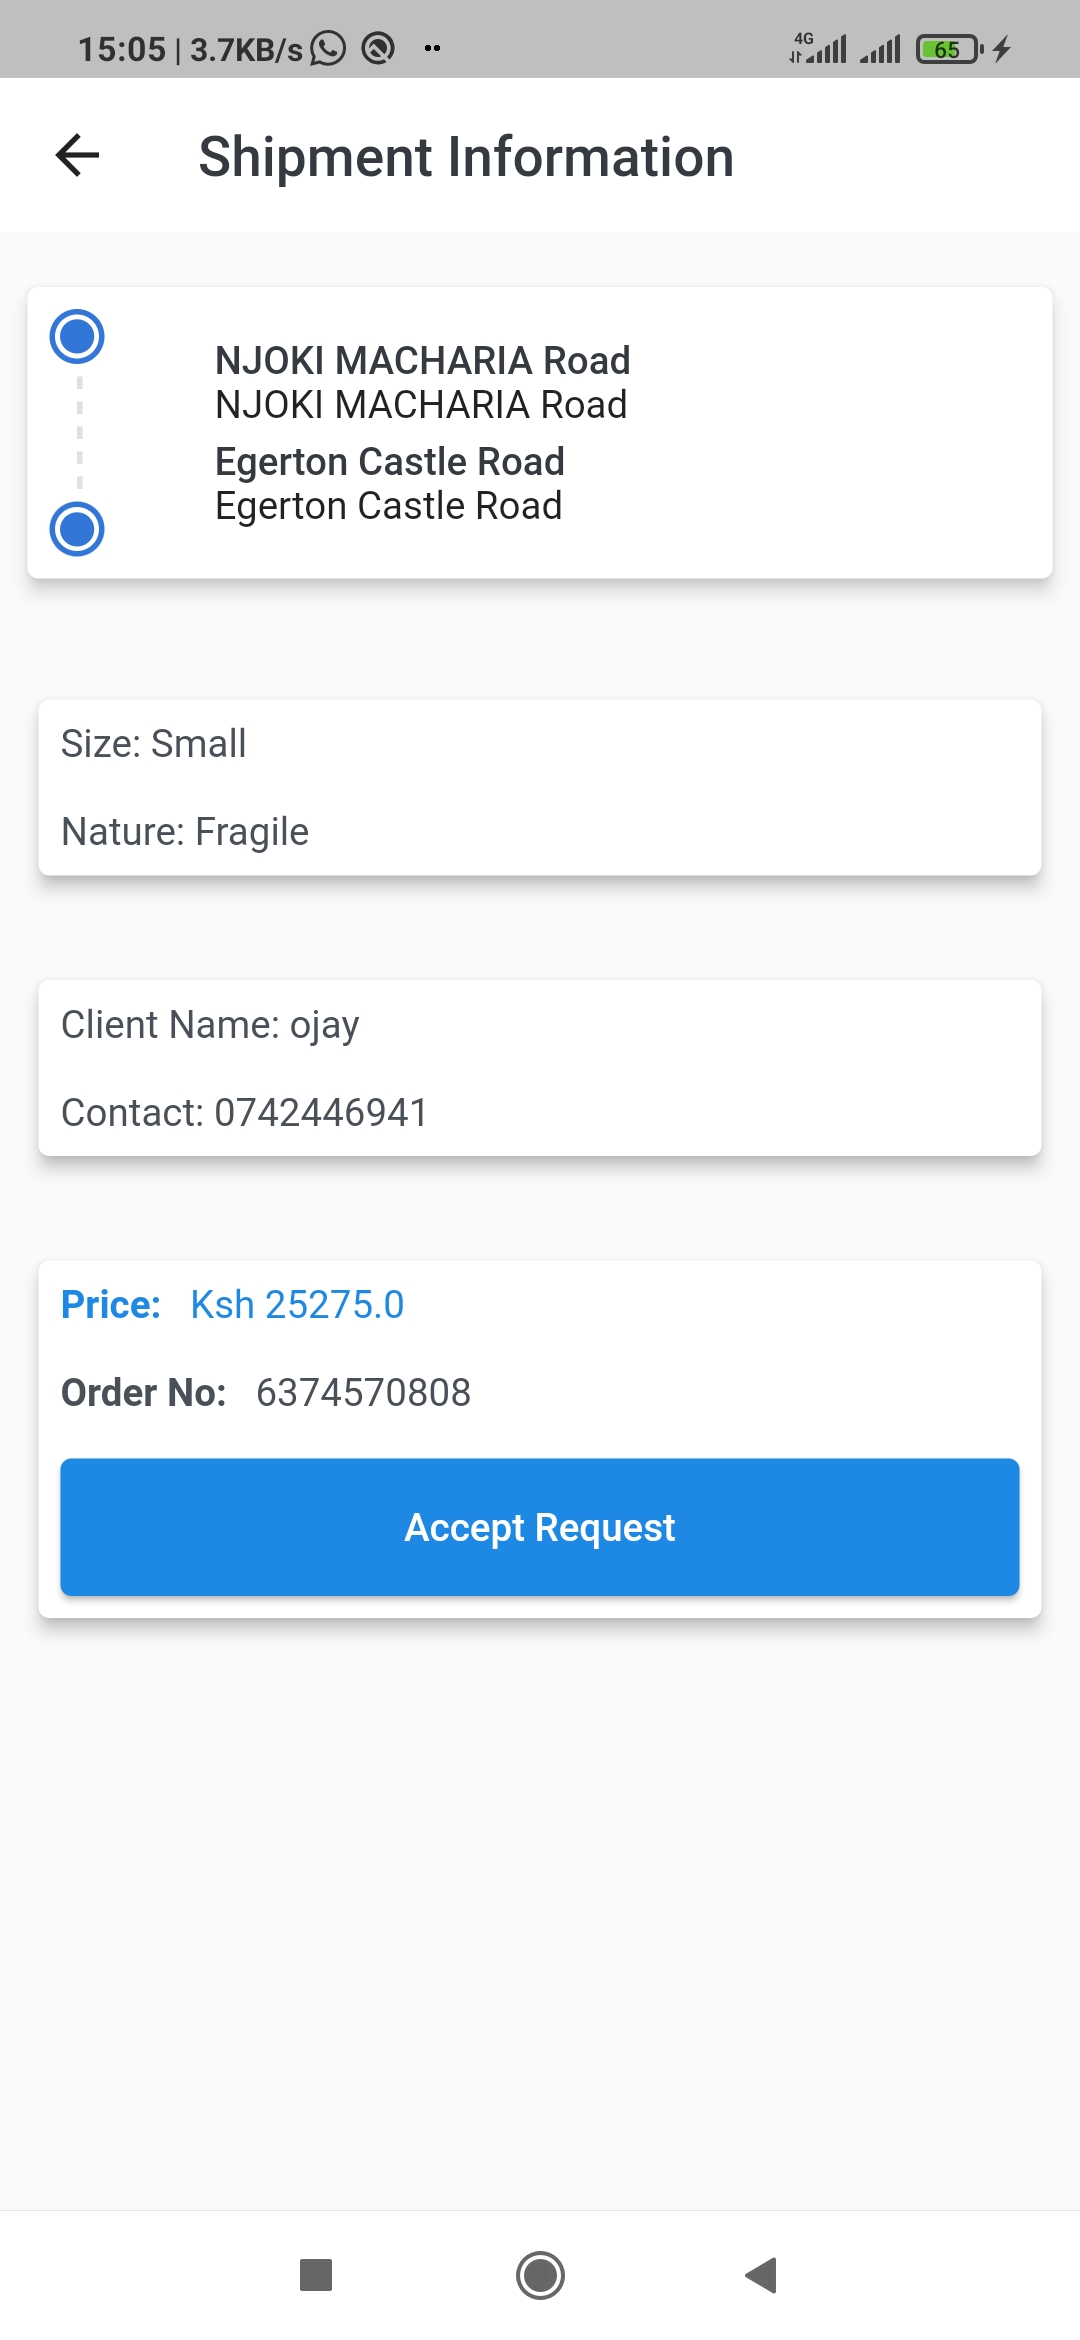 15:05 | 3.7KB/s
4G
65
Shipment Information
NJOKI MACHARIA Road
NJOKI MACHARIA Road
Egerton Castle Road
Egerton Castle Road
Size: Small
Nature: Fragile
Client Name: ojay
Contact: 0742446941
Price: Ksh 25275.0
Order No: 6374570808
Accept Request